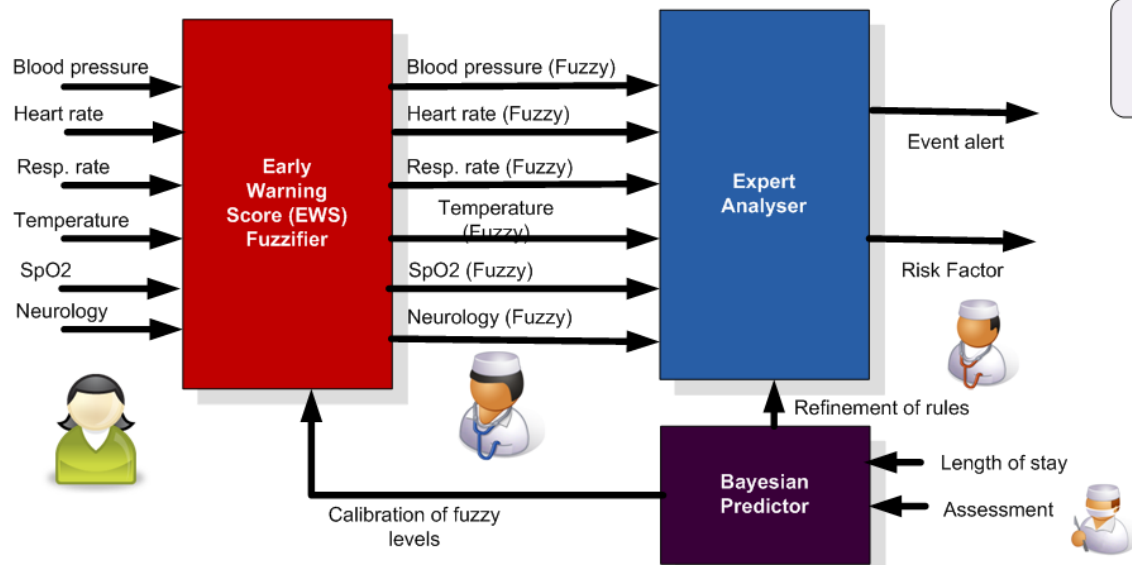 Blood pressure
Heart rate
Resp. rate
Temperature
SpO2
Neurology
Early
Warning
Score (EWS)
Fuzzifier
Blood pressure (Fuzzy)
Heart rate (Fuzzy)
Resp. rate (Fuzzy)
Temperature
(Fuzzy)
SpO2 (Fuzzy)
Neurology (Fuzzy)
Expert
Analyser
Event alert
Risk Factor
Refinement of rules
Bayesian
Predictor
Length of stay
Assessment
Calibration of fuzzy
levels